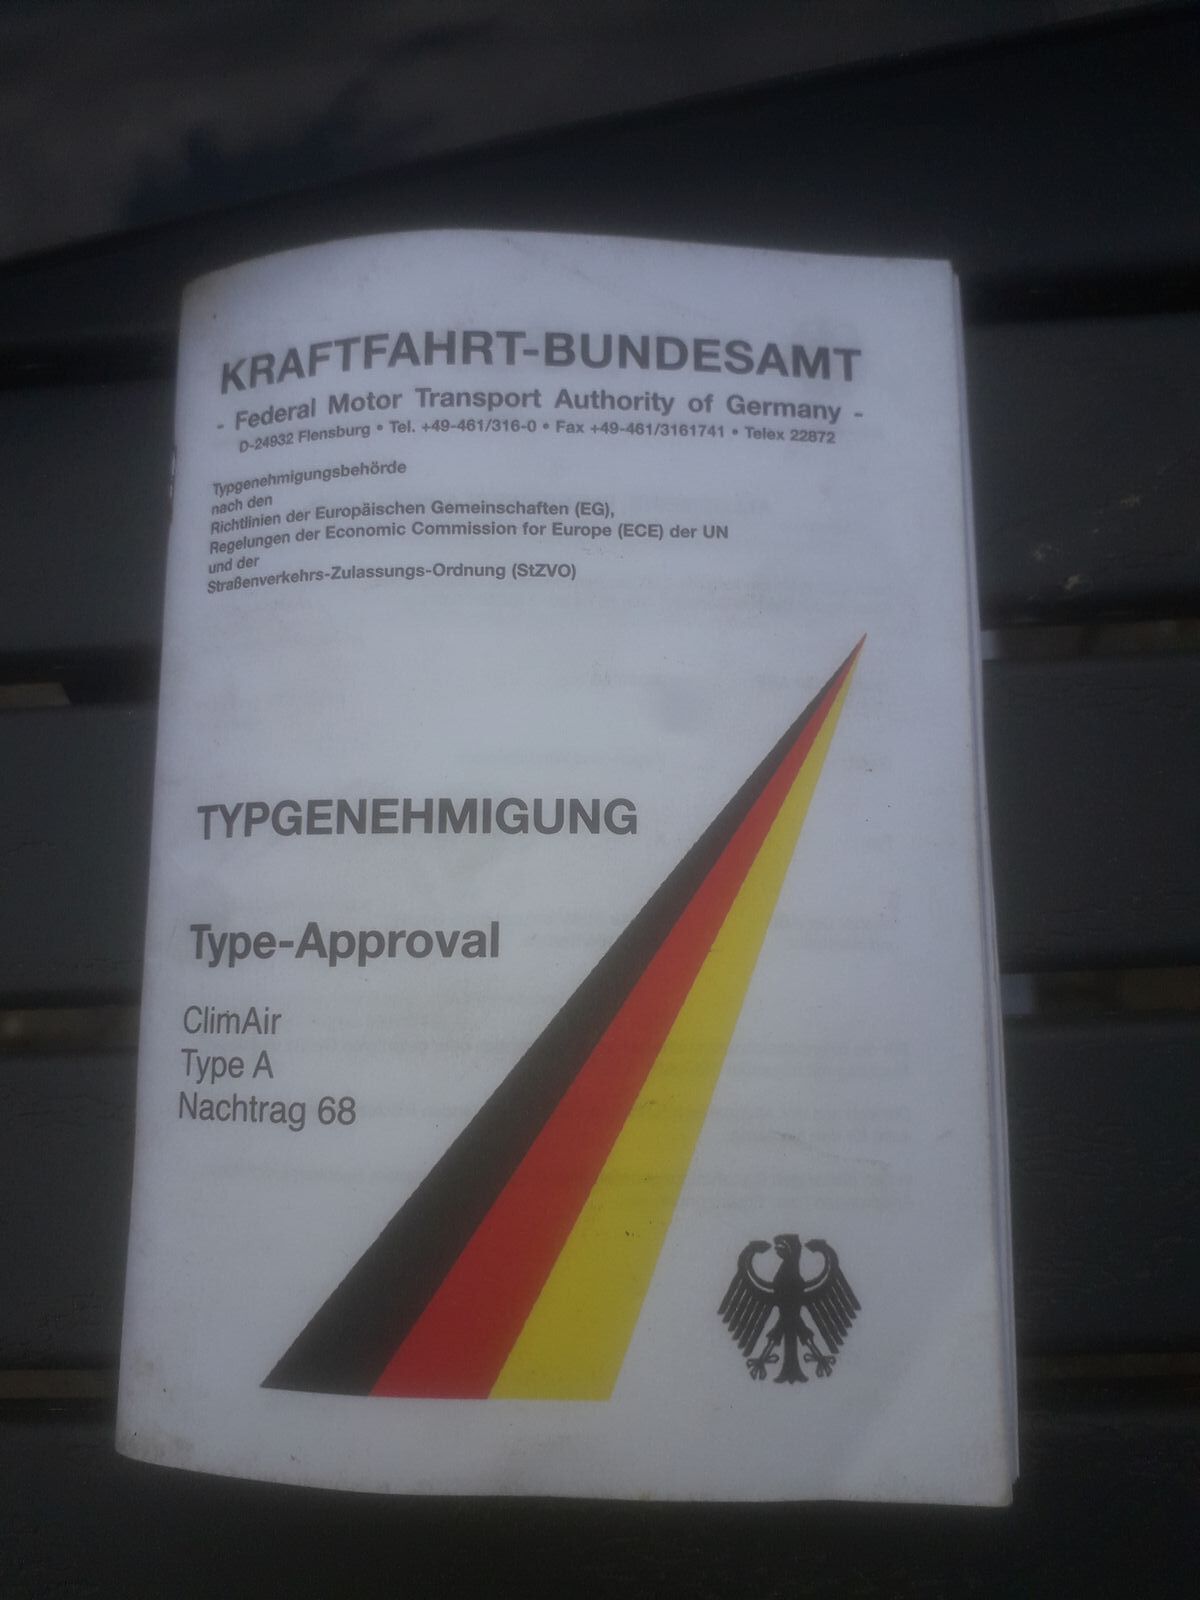 KRAFTFAHRT-BUNDESAMT
- Federal Motor Transport Authority of Germany -
D-24932 Flensburg • Tel. +49-461/316-0 • Fax +49-461/3161741 • Telex 22872
Typgenehmigungsbehörde
nach den
Richtlinien der Europäischen Gemeinschaften (EG),
Regelungen der Economic Commission for Europe (ECE) der UN
und der
Straßenverkehrs-Zulassungs-Ordnung (StZVO)
TYPGENEHMIGUNG
Type-Approval
ClimAir
Type A
Nachtrag 68